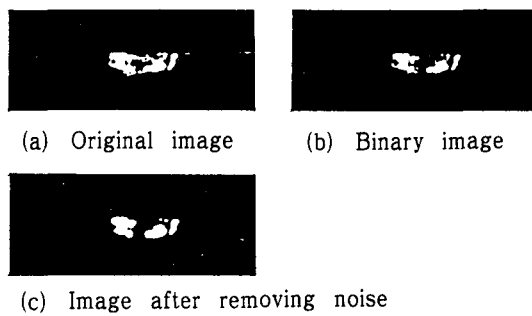 (a) Original image
(b) Binary image
(c) Image after removing noise